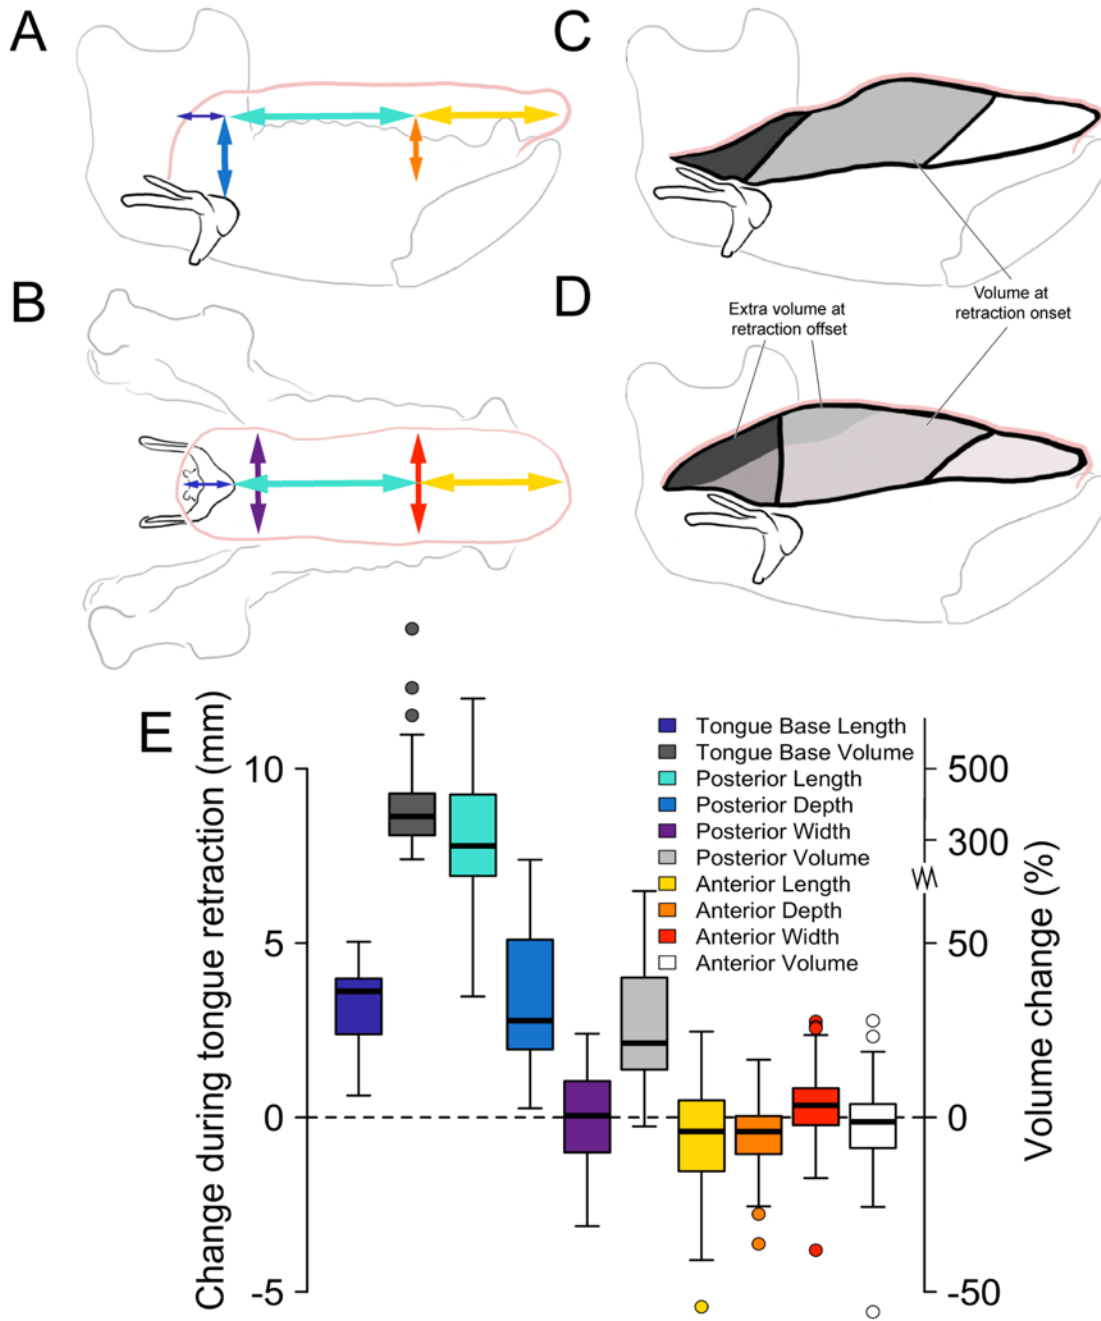 A
C
B
D
Volume at
retraction onset
Extra volume at
retraction offset
E
Change during tongue retraction (mm)
10
5
0
-5
Tongue Base Length
Tongue Base Volume
Posterior Length
Posterior Depth
Posterior Width
Posterior Volume
Anterior Length
Anterior Depth
Anterior Width
Anterior Volume
500
300
50
0
-50
Volume change (%)